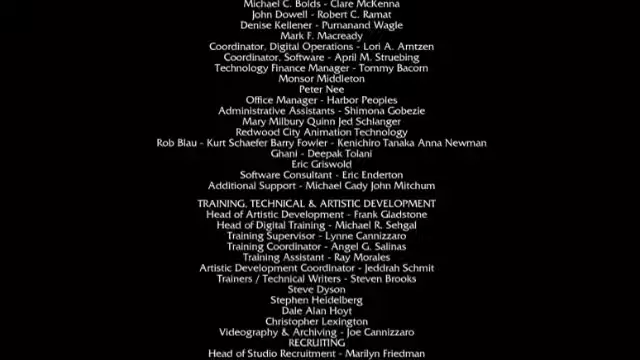 Michael C. Bolds - Clare McKenna
John Dowell - Robert C. Ramat
Denise Kellener - Purnanand Wagle
Mark F. Macready
Coordinator, Digital Operations - Lori A. Arntzen
Coordinator, Software - April M. Struebing
Technology Finance Manager - Tommy Bacorn
Monsor Middleton
Peter Nee
Office Manager - Harbor Peoples
Administrative Assistants - Shimona Gobezie
Mary Milbury Quinn Jed Schlanger
Redwood City Animation Technology
Rob Blau - Kurt Schaefer Barry Fowler - Kenichiro Tanaka Anna Newman
Ghani - Deepak Tolani
Eric Griswold
Software Consultant - Eric Enderton
Additional Support - Michael Cady John Mitchum
TRAINING, TECHNICAL & ARTISTIC DEVELOPMENT
Head of Artistic Development - Frank Gladstone
Head of Digital Training - Michael R. Sehgal
Training Supervisor - Lynne Cannizzaro
Training Coordinator - Angel G. Salinas
Training Assistant - Ray Morales
Artistic Development Coordinator - Jeddrah Schmit
Trainers / Technical Writers - Steven Brooks
Steve Dyson
Stephen Heidelberg
Dale Alan Hoyt
Christopher Lexington
Videography & Archiving - Joe Cannizzaro
RECRUITING
Head of Studio Recruitment - Marilyn Friedman